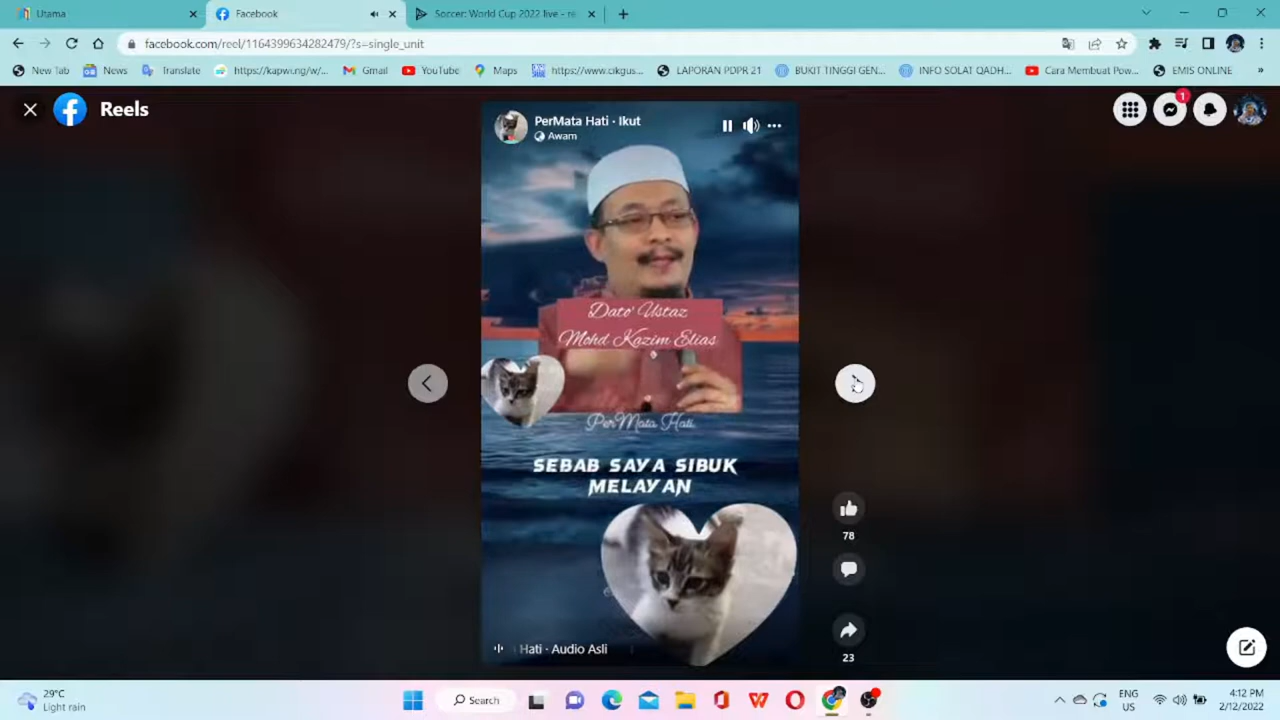 Utama
Facebook
Soccer: World Cup 2022 live - re
facebook.com/reel/1164399634282479/?s=single_unit
New Tab
News
Translate
https://kapwi.ng/w/...
Gmail
YouTube
Maps
https://www.cikgus...
LAPORAN PDPR 21
BUKIT TINGGI GEN...
INFO SOLAT QADH...
Cara Membuat Pow...
EMIS ONLINE
»
Reels
1
PerMata Hati · Ikut
Awam
Dato' Ustaz
Mohd Kazim Elias
PerMata Hati
SEBAB SAYA SIBUK
MELAYAN
78
23
Hati · Audio Asli
29°C
Light rain
Search
ENG
US
4:12 PM
2/12/2022